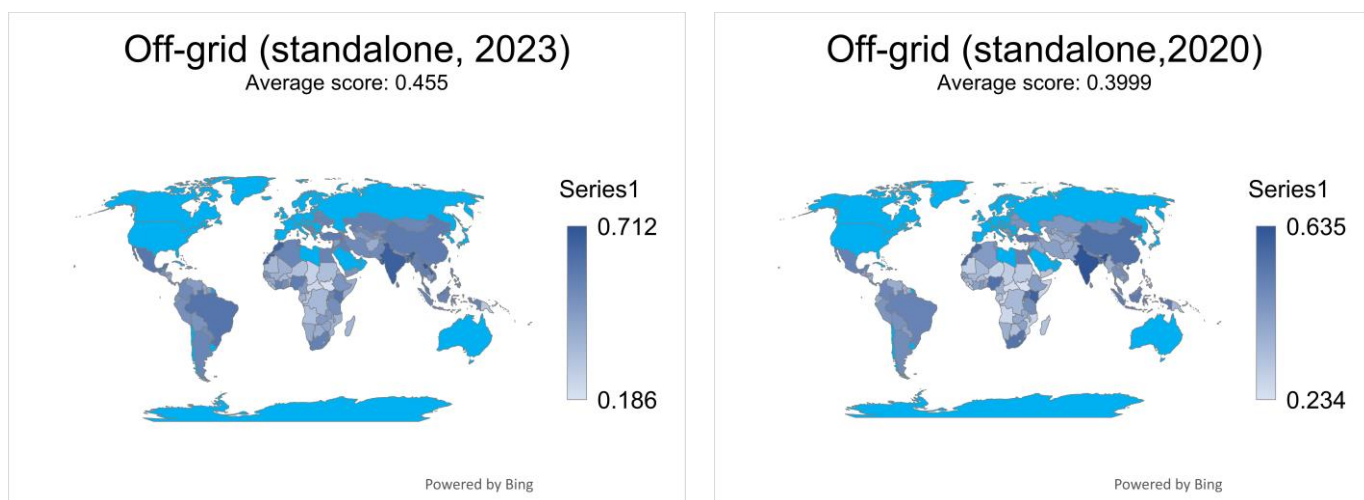 Off-grid (standalone, 2023)
Average score: 0.455
Series1
0.712
0.186
Powered by Bing
Off-grid (standalone,2020)
Average score: 0.3999
Series1
0.635
0.234
Powered by Bing